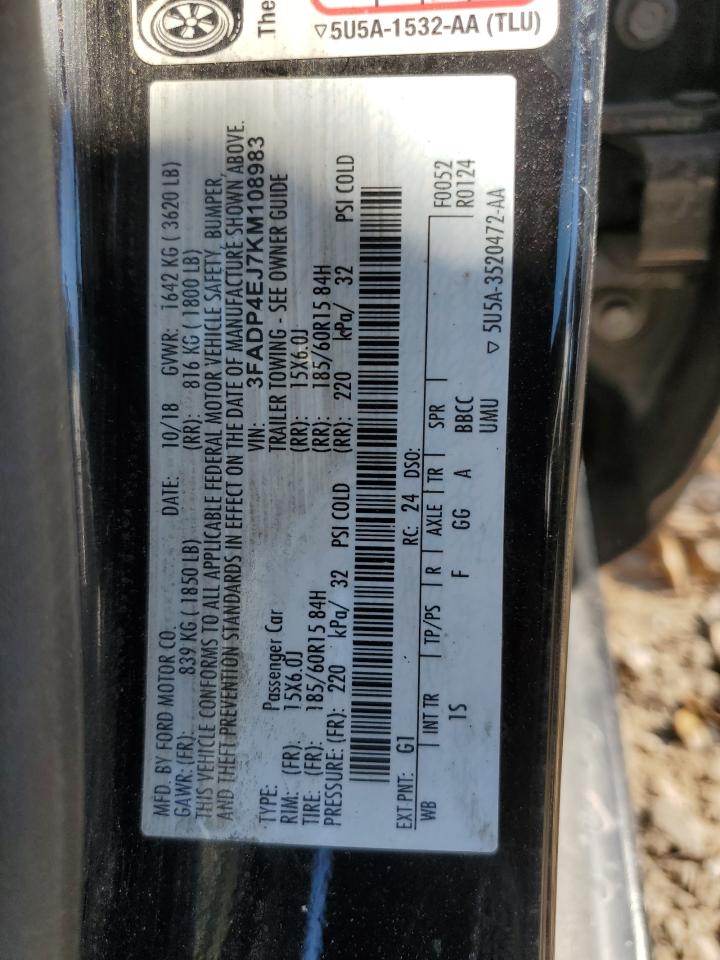 The
▽5U5A-1532-AA (TLU)
MFD. BY FORD MOTOR CO. DATE: 10/18 GVWR: 1642 KG ( 3620 LB)
GAWR: (FR): 839 KG ( 1850 LB) (RR): 816 KG ( 1800 LB)
THIS VEHICLE CONFORMS TO ALL APPLICABLE FEDERAL MOTOR VEHICLE SAFETY, BUMPER,
AND THEFT PREVENTION STANDARDS IN EFFECT ON THE DATE OF MANUFACTURE SHOWN ABOVE.
VIN: 3FADP4EJ7KM108983
TYPE: Passenger Car TRAILER TOWING - SEE OWNER GUIDE
RIM: (FR): 15X6.0J (RR): 15X6.0J
TIRE: (FR): 185/60R15 84H (RR): 185/60R15 84H
PRESSURE: (FR): 220 kPa/ 32 PSI COLD (RR): 220 kPa/ 32 PSI COLD
EXT PNT: G1 RC: 24 DSO: F0052
WB INT TR TP/PS R AXLE TR SPR R0124
1S F GG A BBCC
UMU
▽ 5U5A-3520472-AA